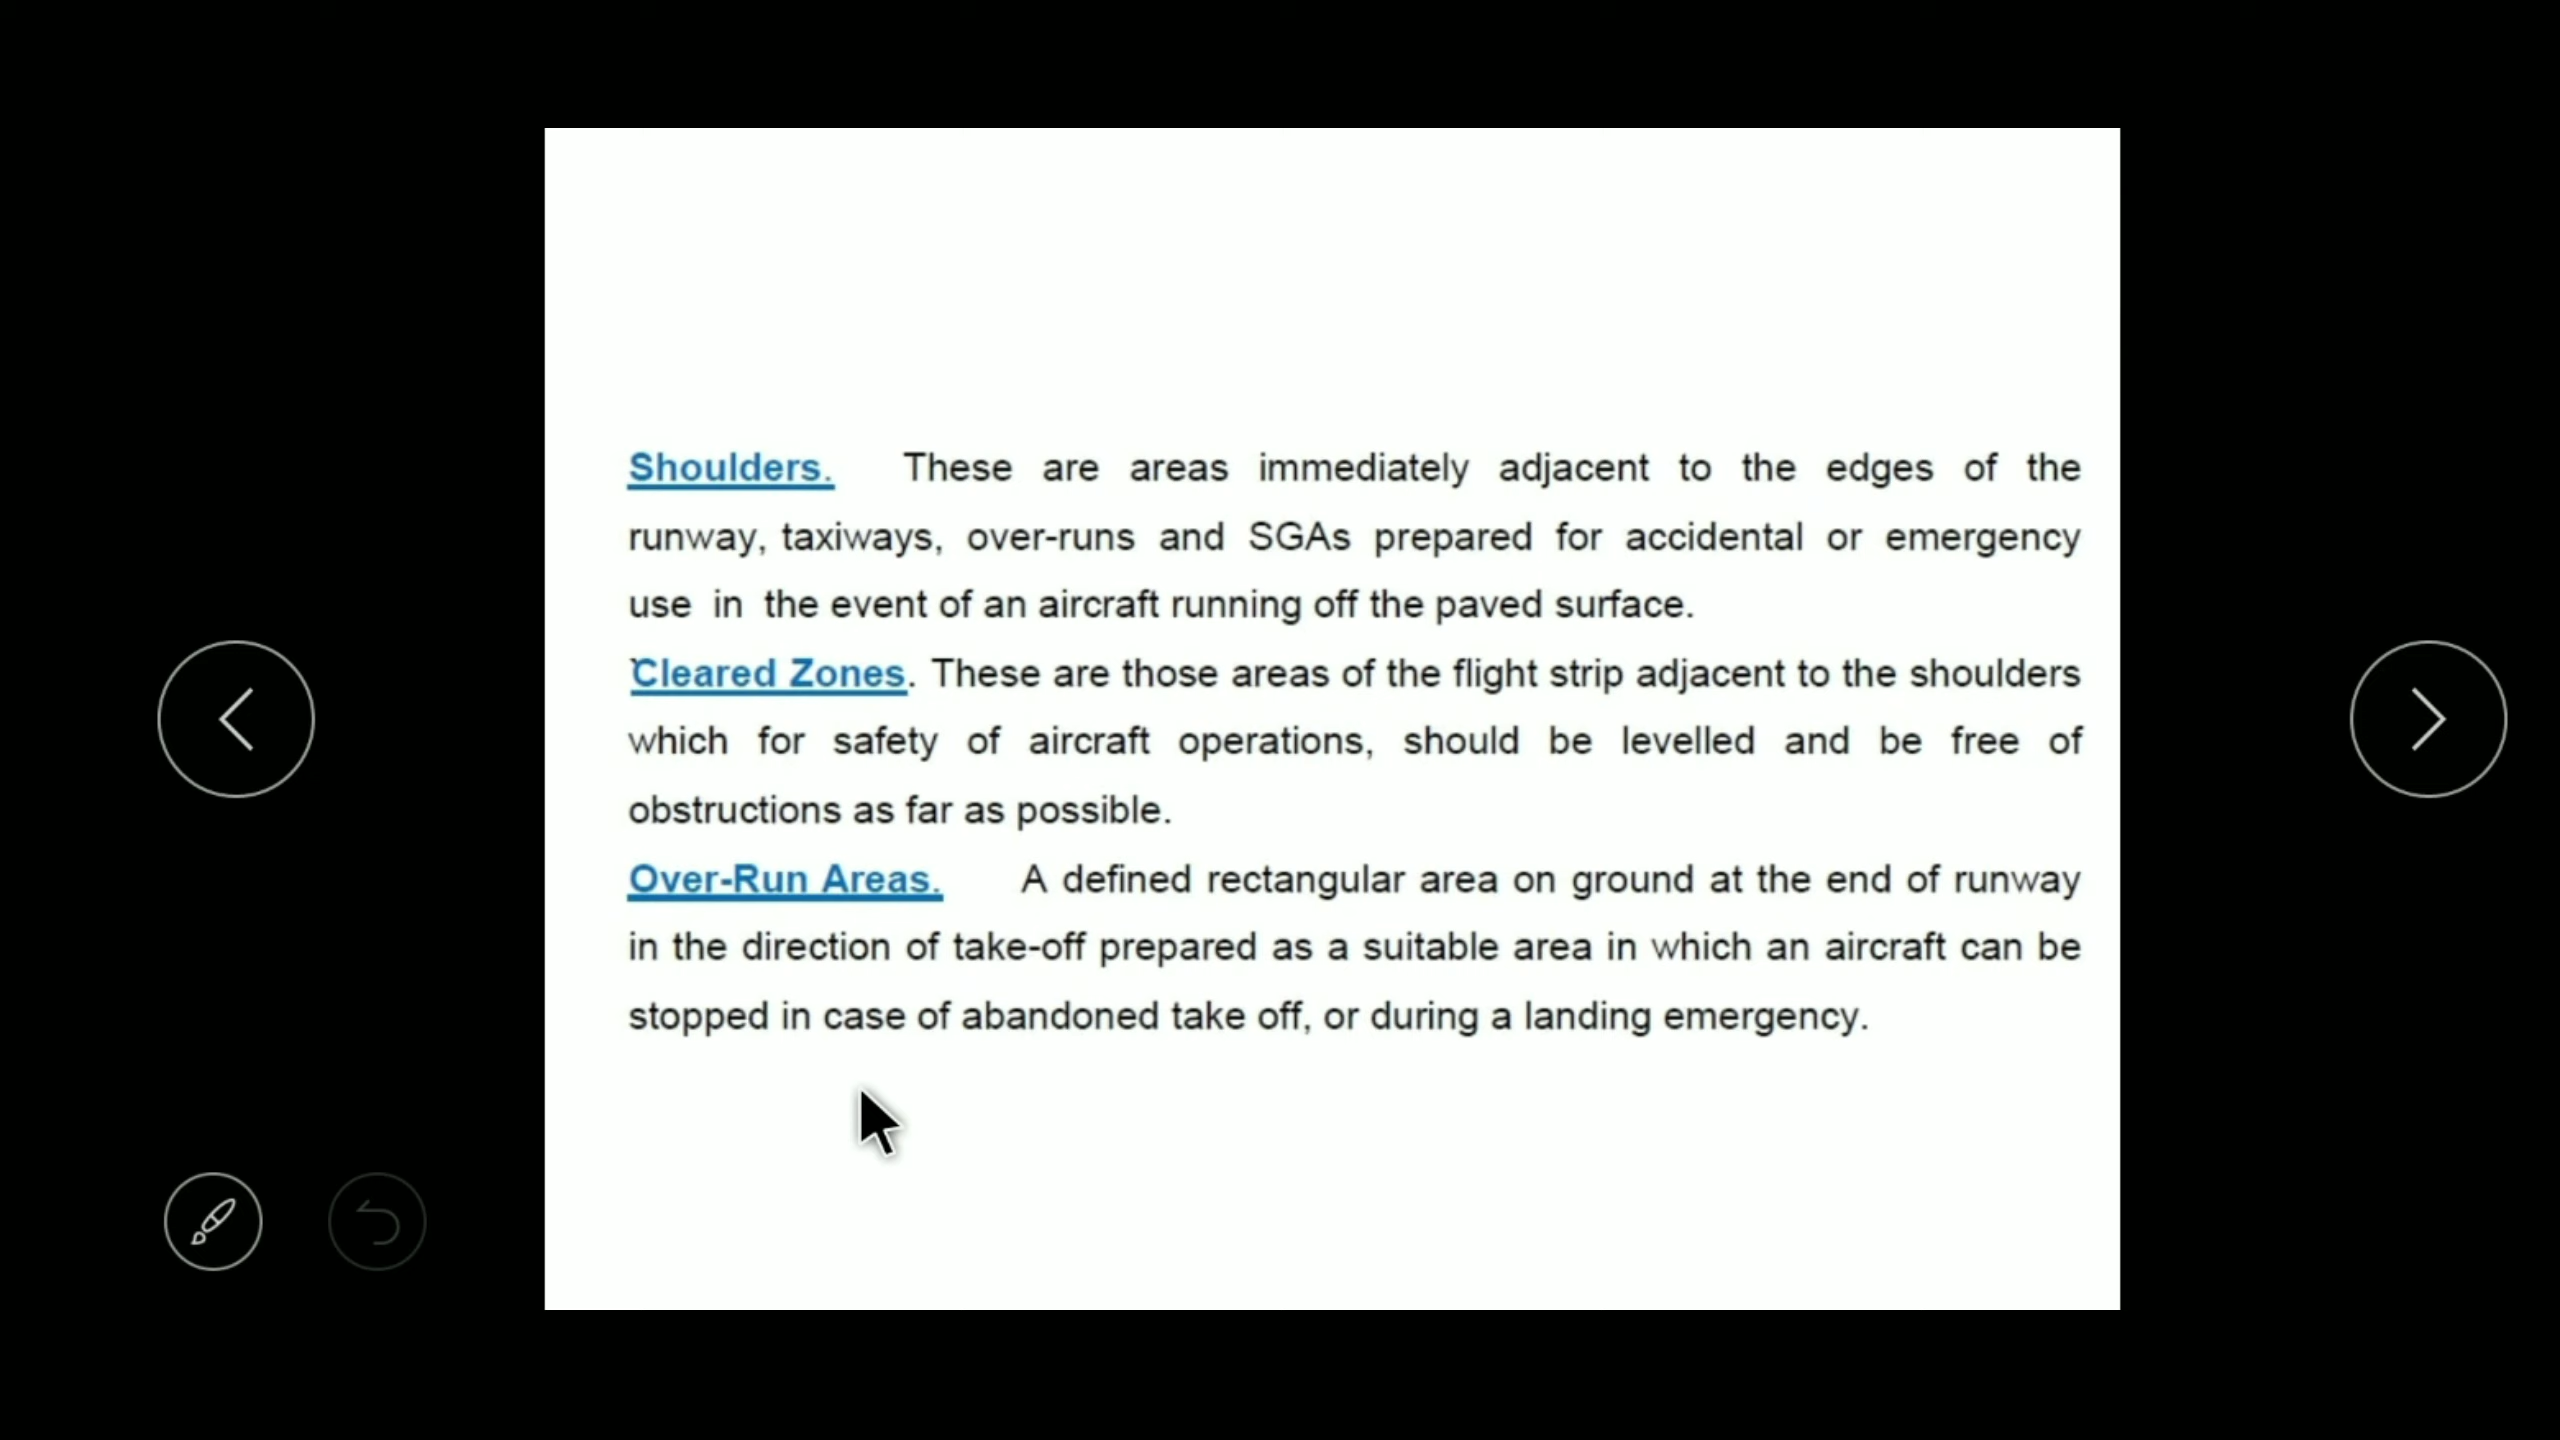 Shoulders. These are areas immediately adjacent to the edges of the
runway, taxiways, over-runs and SGAs prepared for accidental or emergency
use in the event of an aircraft running off the paved surface.
`Cleared Zones. These are those areas of the flight strip adjacent to the shoulders
which for safety of aircraft operations, should be levelled and be free of
obstructions as far as possible.
Over-Run Areas. A defined rectangular area on ground at the end of runway
in the direction of take-off prepared as a suitable area in which an aircraft can be
stopped in case of abandoned take off, or during a landing emergency.